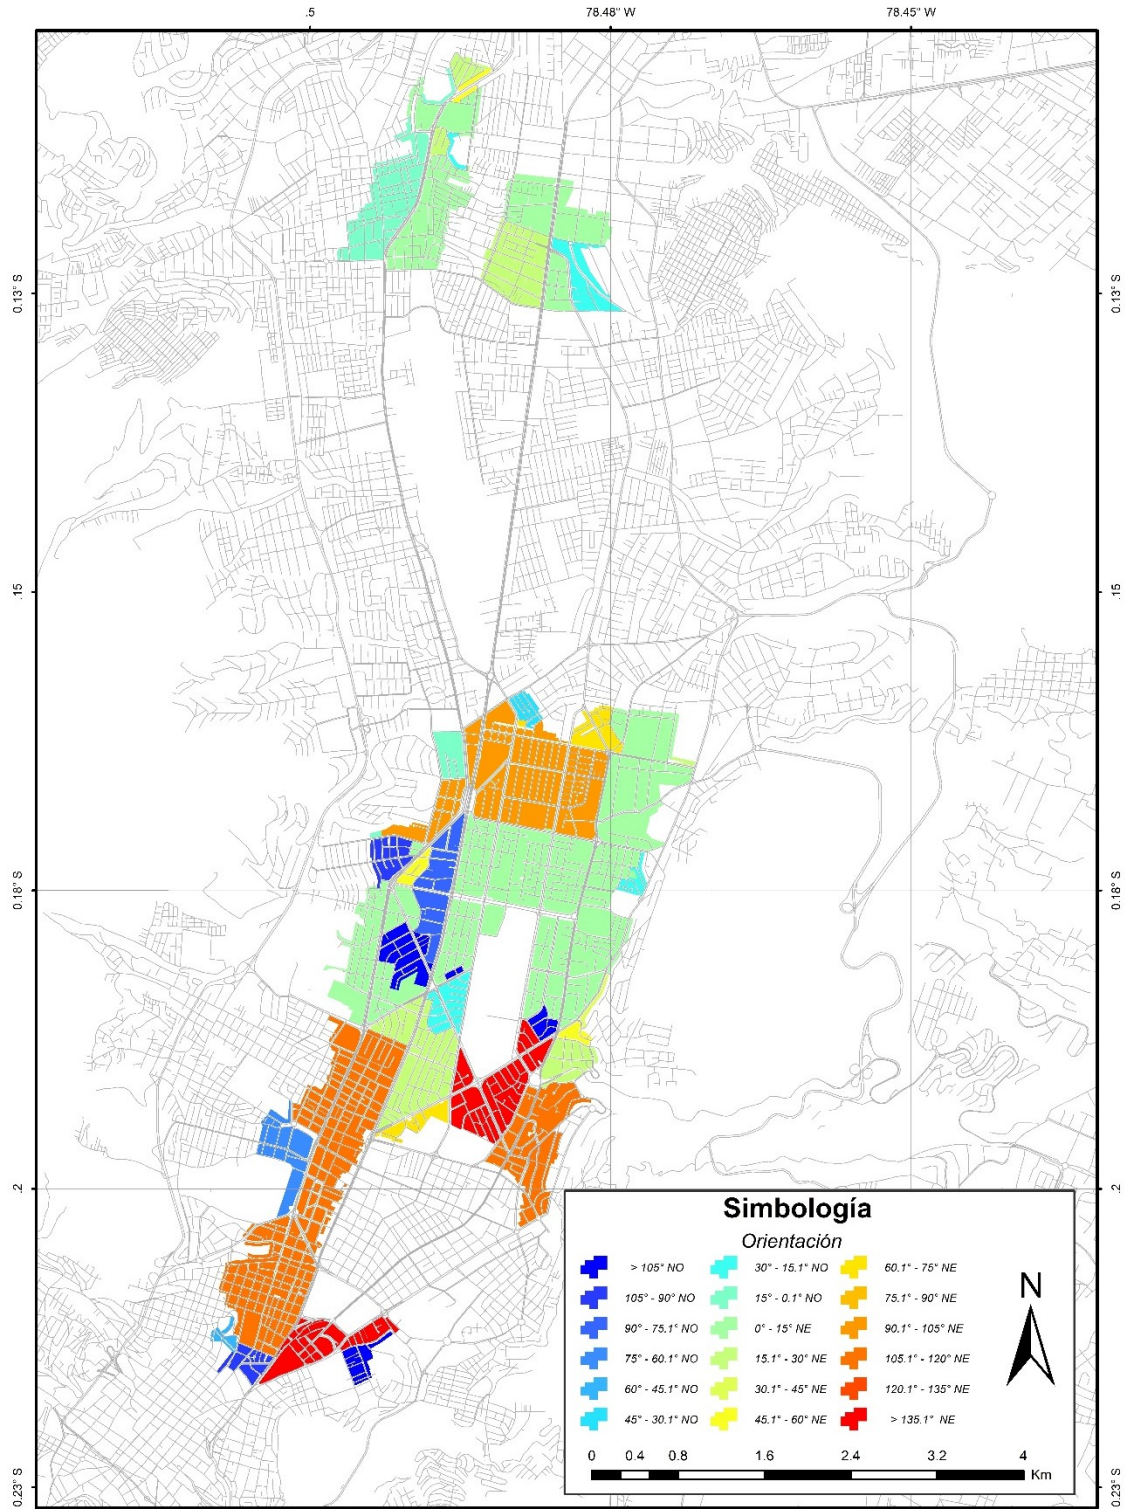 .5 78.48° W 78.45° W
0.13° S 0.13° S
.15 .15
0.18° S 0.18° S
.2 .2
0.23° S 0.23° S
Simbología
Orientación
> 105° NO 30° - 15.1° NO 60.1° - 75° NE
105° - 90° NO 15° - 0.1° NO 75.1° - 90° NE
90° - 75.1° NO 0° - 15° NE 90.1° - 105° NE
75° - 60.1° NO 15.1° - 30° NE 105.1° - 120° NE
60° - 45.1° NO 30.1° - 45° NE 120.1° - 135° NE
45° - 30.1° NO 45.1° - 60° NE > 135.1° NE
N
0 0.4 0.8 1.6 2.4 3.2 4
Km